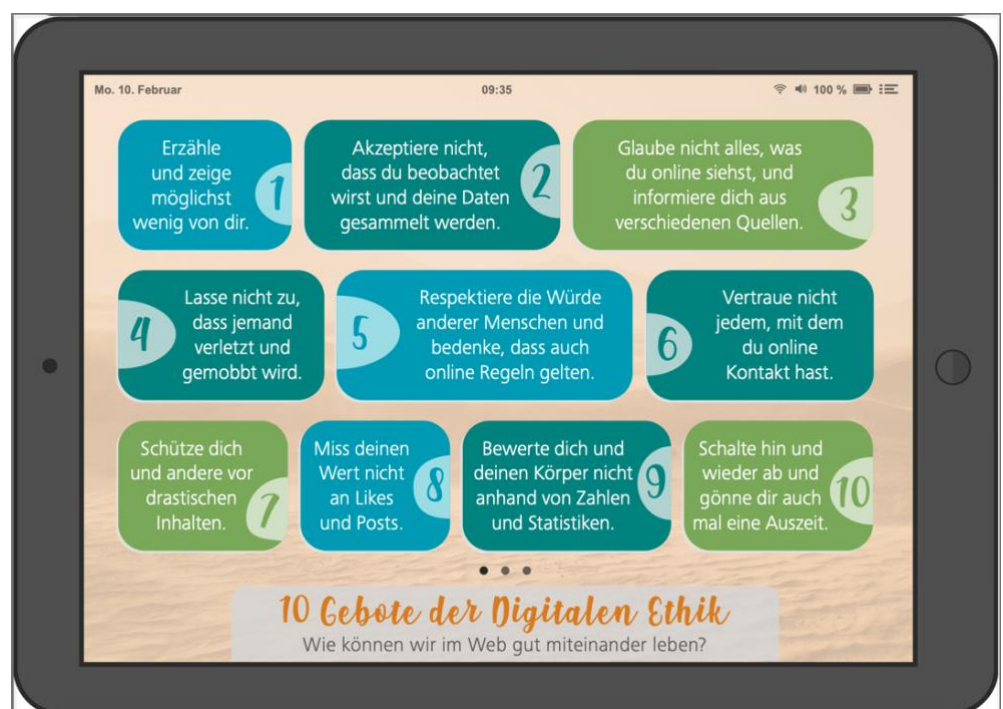 Mo. 10. Februar
09:35
100 %
Erzähle
und zeige
möglichst
wenig von dir.
1
Akzeptiere nicht,
dass du beobachtet
wirst und deine Daten
gesammelt werden.
2
Glaube nicht alles, was
du online siehst, und
informiere dich aus
verschiedenen Quellen.
3
4
Lasse nicht zu,
dass jemand
verletzt und
gemobbt wird.
5
Respektiere die Würde
anderer Menschen und
bedenke, dass auch
online Regeln gelten.
6
Vertraue nicht
jedem, mit dem
du online
Kontakt hast.
Schütze dich
und andere vor
drastischen
Inhalten.
7
Miss deinen
Wert nicht
an Likes
und Posts.
8
Bewerte dich und
deinen Körper nicht
anhand von Zahlen
und Statistiken.
9
Schalte hin und
wieder ab und
gönne dir auch
mal eine Auszeit.
10
10 Gebote der Digitalen Ethik
Wie können wir im Web gut miteinander leben?